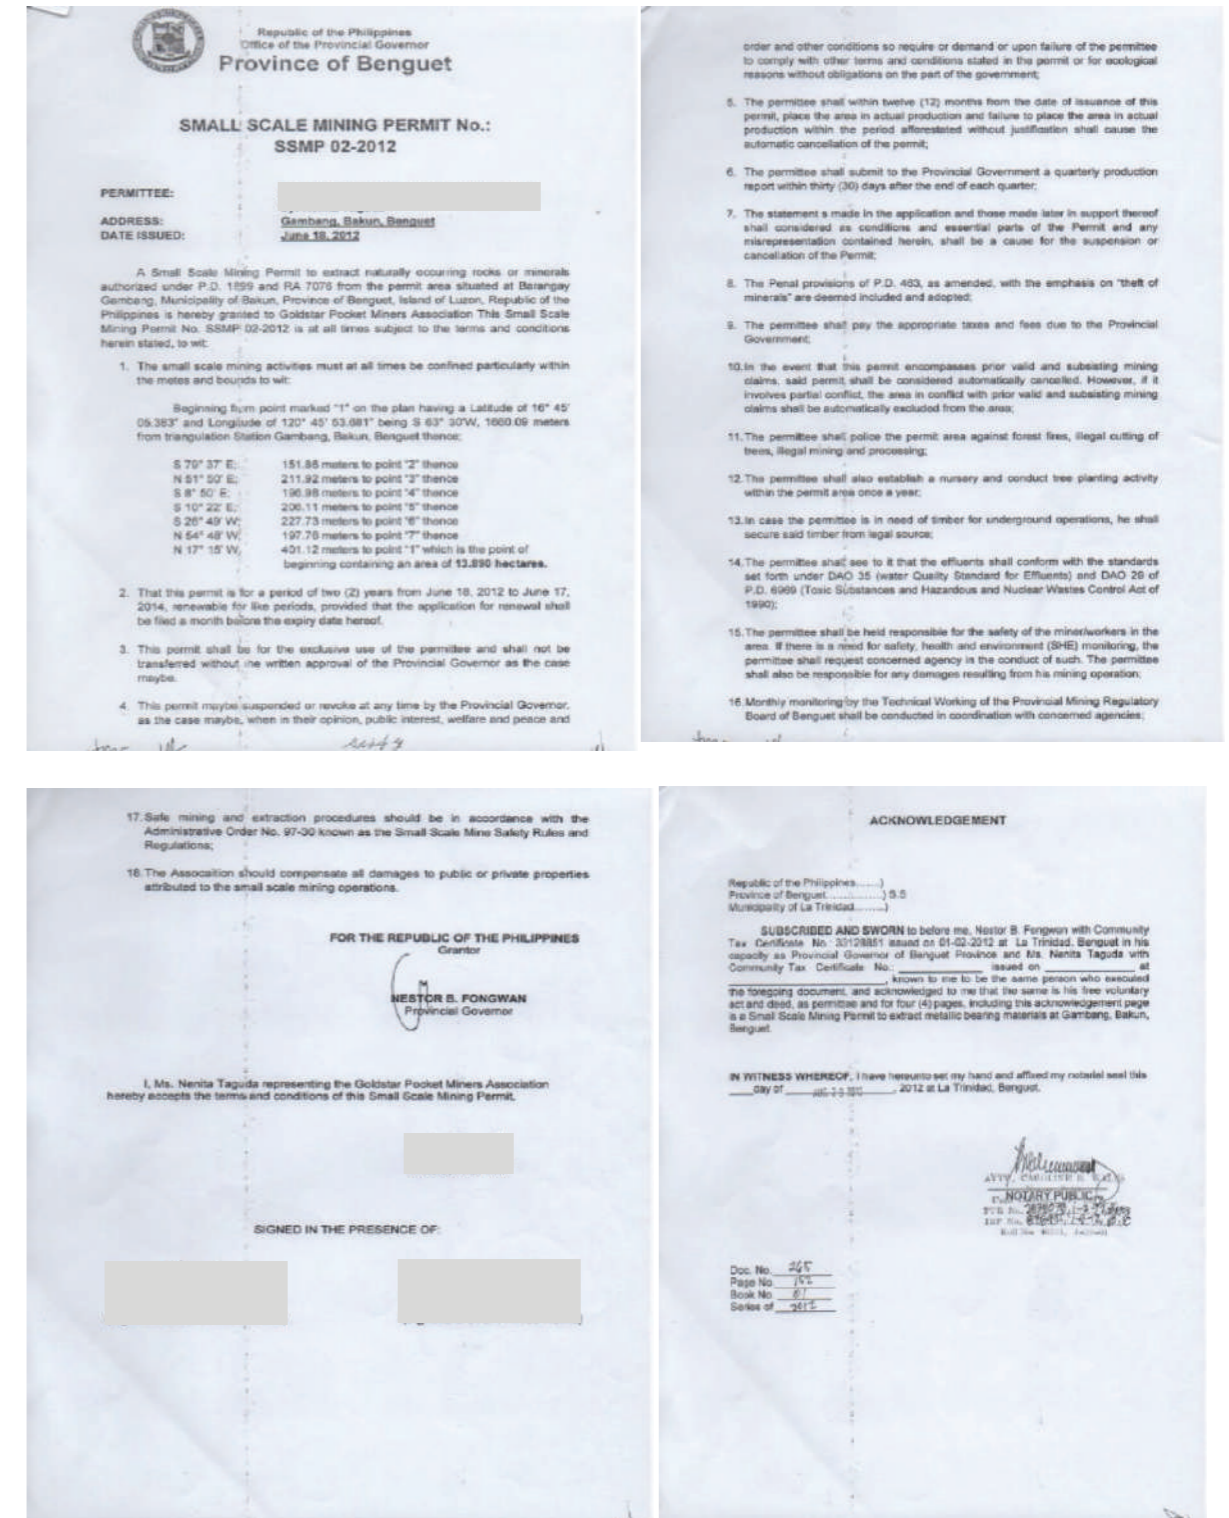 Republic of the Philippines
Office of the Provincial Governor
Province of Benguet
SMALL SCALE MINING PERMIT No.:
SSMP 02-2012
PERMITTEE:
ADDRESS: Gambang, Bakun, Benguet
DATE ISSUED: June 18, 2012
A Small Scale Mining Permit to extract naturally occurring rocks or minerals
authorized under P.D. 1899 and RA 7076 from the permit area situated at Barangay
Gambang, Municipality of Bakun, Province of Benguet, Island of Luzon, Republic of the
Philippines is hereby granted to Goldstar Pocket Miners Association This Small Scale
Mining Permit No. SSMP 02-2012 is at all times subject to the terms and conditions
herein stated, to wit:
1. The small scale mining activities must at all times be confined particularly within
the metes and bounds to wit:
Beginning from point marked "1" on the plan having a Latitude of 16° 45'
05.383" and Longitude of 120° 45' 53.681" being S 63° 30'W, 1660.09 meters
from triangulation Station Gambang, Bakun, Benguet thence;
S 70° 37' E; 151.86 meters to point "2" thence
N 51° 50' E; 211.92 meters to point "3" thence
S 8° 50' E; 196.98 meters to point "4" thence
S 10° 22' E; 206.11 meters to point "5" thence
S 26° 49' W; 227.73 meters to point "6" thence
N 54° 48' W; 197.76 meters to point "7" thence
N 17° 15' W; 401.12 meters to point "1" which is the point of
beginning containing an area of 13.890 hectares.
2. That this permit is for a period of two (2) years from June 18, 2012 to June 17,
2014, renewable for like periods, provided that the application for renewal shall
be filed a month before the expiry date hereof.
3. This permit shall be for the exclusive use of the permittee and shall not be
transferred without the written approval of the Provincial Governor as the case
maybe.
4. This permit maybe suspended or revoke at any time by the Provincial Governor,
as the case maybe, when in their opinion, public interest, welfare and peace and
order and other conditions so require or demand or upon failure of the permittee
to comply with other terms and conditions stated in the permit or for ecological
reasons without obligations on the part of the government;
5. The permittee shall within twelve (12) months from the date of issuance of this
permit, place the area in actual production and failure to place the area in actual
production within the period afforestated without justification shall cause the
automatic cancellation of the permit;
6. The permittee shall submit to the Provincial Government a quarterly production
report within thirty (30) days after the end of each quarter;
7. The statement s made in the application and those made later in support thereof
shall considered as conditions and essential parts of the Permit and any
misrepresentation contained herein, shall be a cause for the suspension or
cancellation of the Permit;
8. The Penal provisions of P.D. 463, as amended, with the emphasis on "theft of
minerals" are deemed included and adopted;
9. The permittee shall pay the appropriate taxes and fees due to the Provincial
Government;
10. In the event that this permit encompasses prior valid and subsisting mining
claims, said permit shall be considered automatically cancelled. However, if it
involves partial conflict, the area in conflict with prior valid and subsisting mining
claims shall be automatically excluded from the area;
11. The permittee shall police the permit area against forest fires, illegal cutting of
trees, illegal mining and processing;
12. The permittee shall also establish a nursery and conduct tree planting activity
within the permit area once a year;
13. In case the permittee is in need of timber for underground operations, he shall
secure said timber from legal source;
14. The permittee shall see to it that the effluents shall conform with the standards
set forth under DAO 35 (water Quality Standard for Effluents) and DAO 29 of
P.D. 6969 (Toxic Substances and Hazardous and Nuclear Wastes Control Act of
1990);
15. The permittee shall be held responsible for the safety of the miner/workers in the
area. If there is a need for safety, health and environment (SHE) monitoring, the
permittee shall request concerned agency in the conduct of such. The permittee
shall also be responsible for any damages resulting from his mining operation;
16. Monthly monitoring by the Technical Working of the Provincial Mining Regulatory
Board of Benguet shall be conducted in coordination with concerned agencies;
17. Safe mining and extraction procedures should be in accordance with the
Administrative Order No. 97-30 known as the Small Scale Mine Safety Rules and
Regulations;
18. The Assocaition should compensate all damages to public or private properties
attributed to the small scale mining operations.
FOR THE REPUBLIC OF THE PHILIPPINES
Grantor
NESTOR B. FONGWAN
Provincial Governor
I, Ms. Nenita Taguda representing the Goldstar Pocket Miners Association
hereby accepts the terms and conditions of this Small Scale Mining Permit.
SIGNED IN THE PRESENCE OF:
ACKNOWLEDGEMENT
Republic of the Philippines.......)
Province of Benguet..............) S.S
Municipality of La Trinidad........)
SUBSCRIBED AND SWORN to before me, Nestor B. Fongwan with Community
Tax Certificate No.: 33128851 issued on 01-02-2012 at La Trinidad, Benguet in his
capacity as Provincial Governor of Benguet Province and Ms. Nenita Taguda with
Community Tax Certificate No.: ____________ issued on ____________ at
____________, known to me to be the same person who executed
the foregoing document, and acknowledged to me that the same is his free voluntary
act and deed, as permittee and for four (4) pages, including this acknowledgement page
is a Small Scale Mining Permit to extract metallic bearing materials at Gambang, Bakun,
Benguet.
IN WITNESS WHEREOF, I have hereunto set my hand and affixed my notarial seal this
____day of ____________, 2012 at La Trinidad, Benguet.
NOTARY PUBLIC
Doc. No. 265
Page No. 152
Book No. 01
Series of 2012